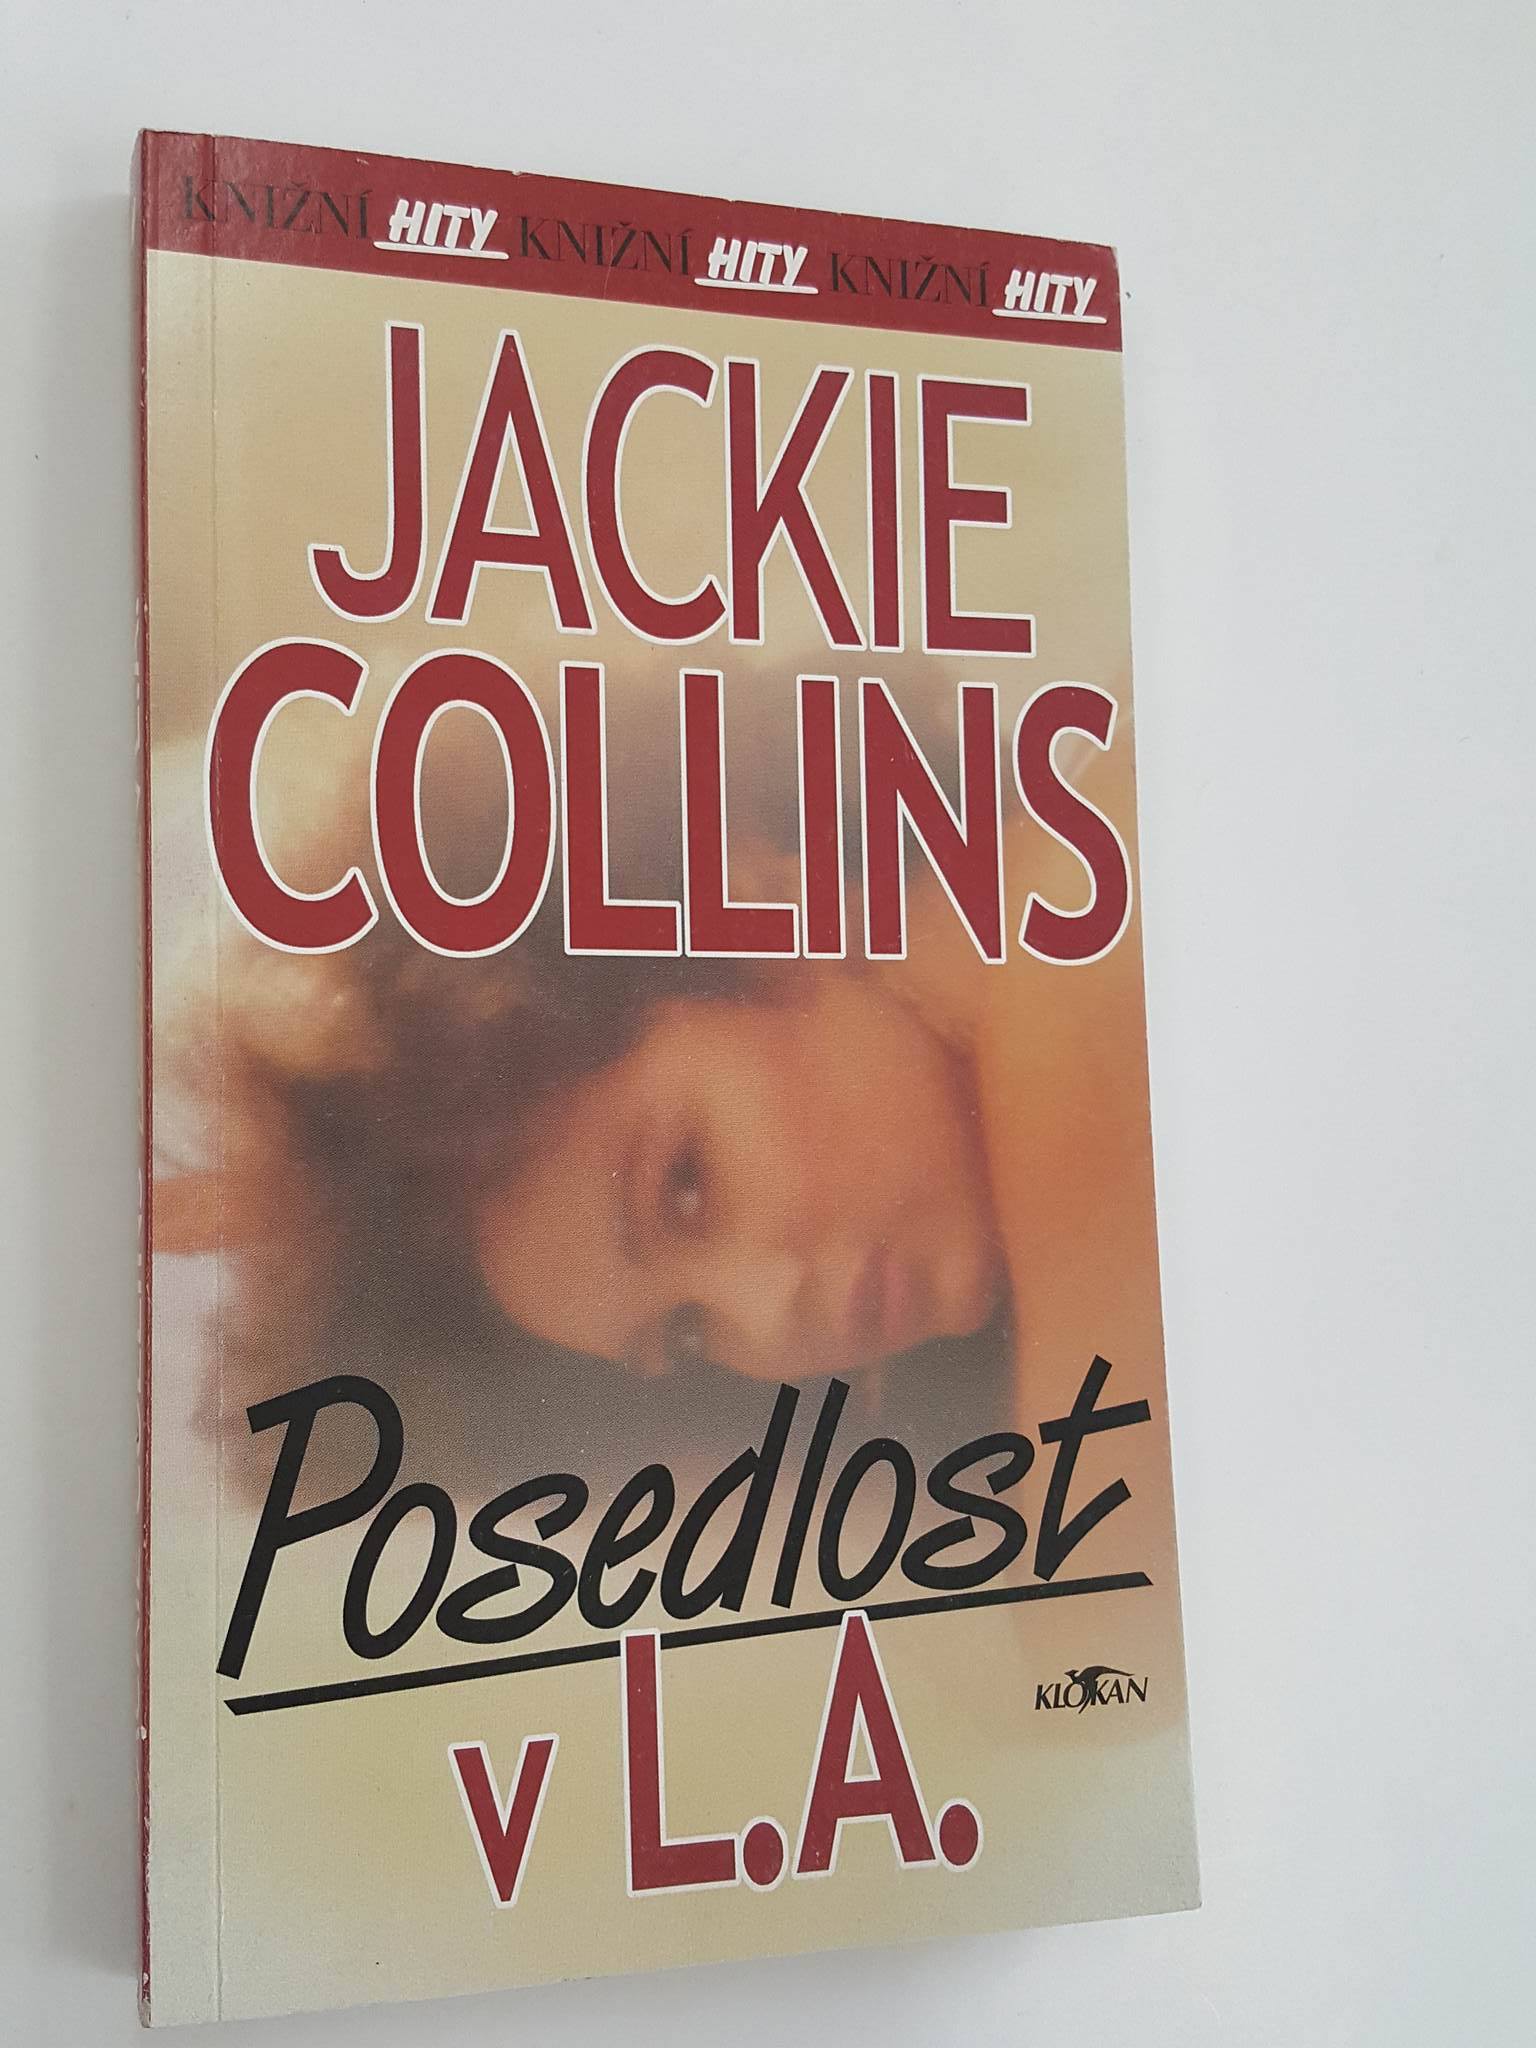 KNIŽNÍ HITY KNIŽNÍ HITY KNIŽNÍ HITY
JACKIE
COLLINS
Posedlost
v L.A.
KLOKAN